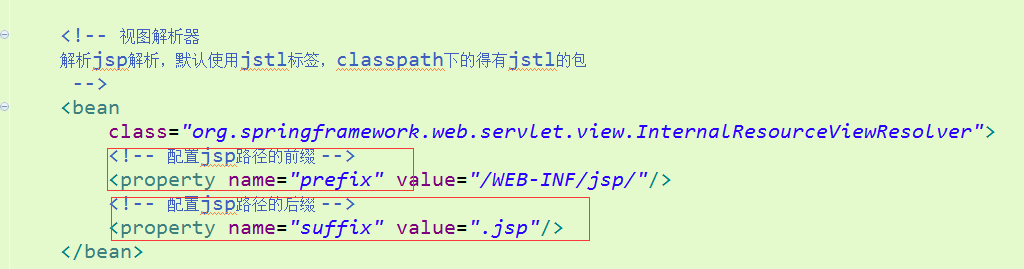 <!-- 视图解析器
解析jsp解析，默认使用jstl标签，classpath下的得有jstl的包
-->
<bean
class="org.springframework.web.servlet.view.InternalResourceViewResolver">
<!-- 配置jsp路径的前缀 -->
<property name="prefix" value="/WEB-INF/jsp/"/>
<!-- 配置jsp路径的后缀 -->
<property name="suffix" value=".jsp"/>
</bean>